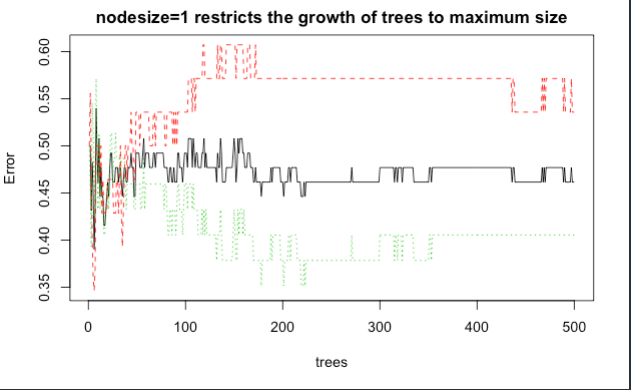 nodesize=1 restricts the growth of trees to maximum size
Error
0.60
0.55
0.50
0.45
0.40
0.35
0 100 200 300 400 500
trees